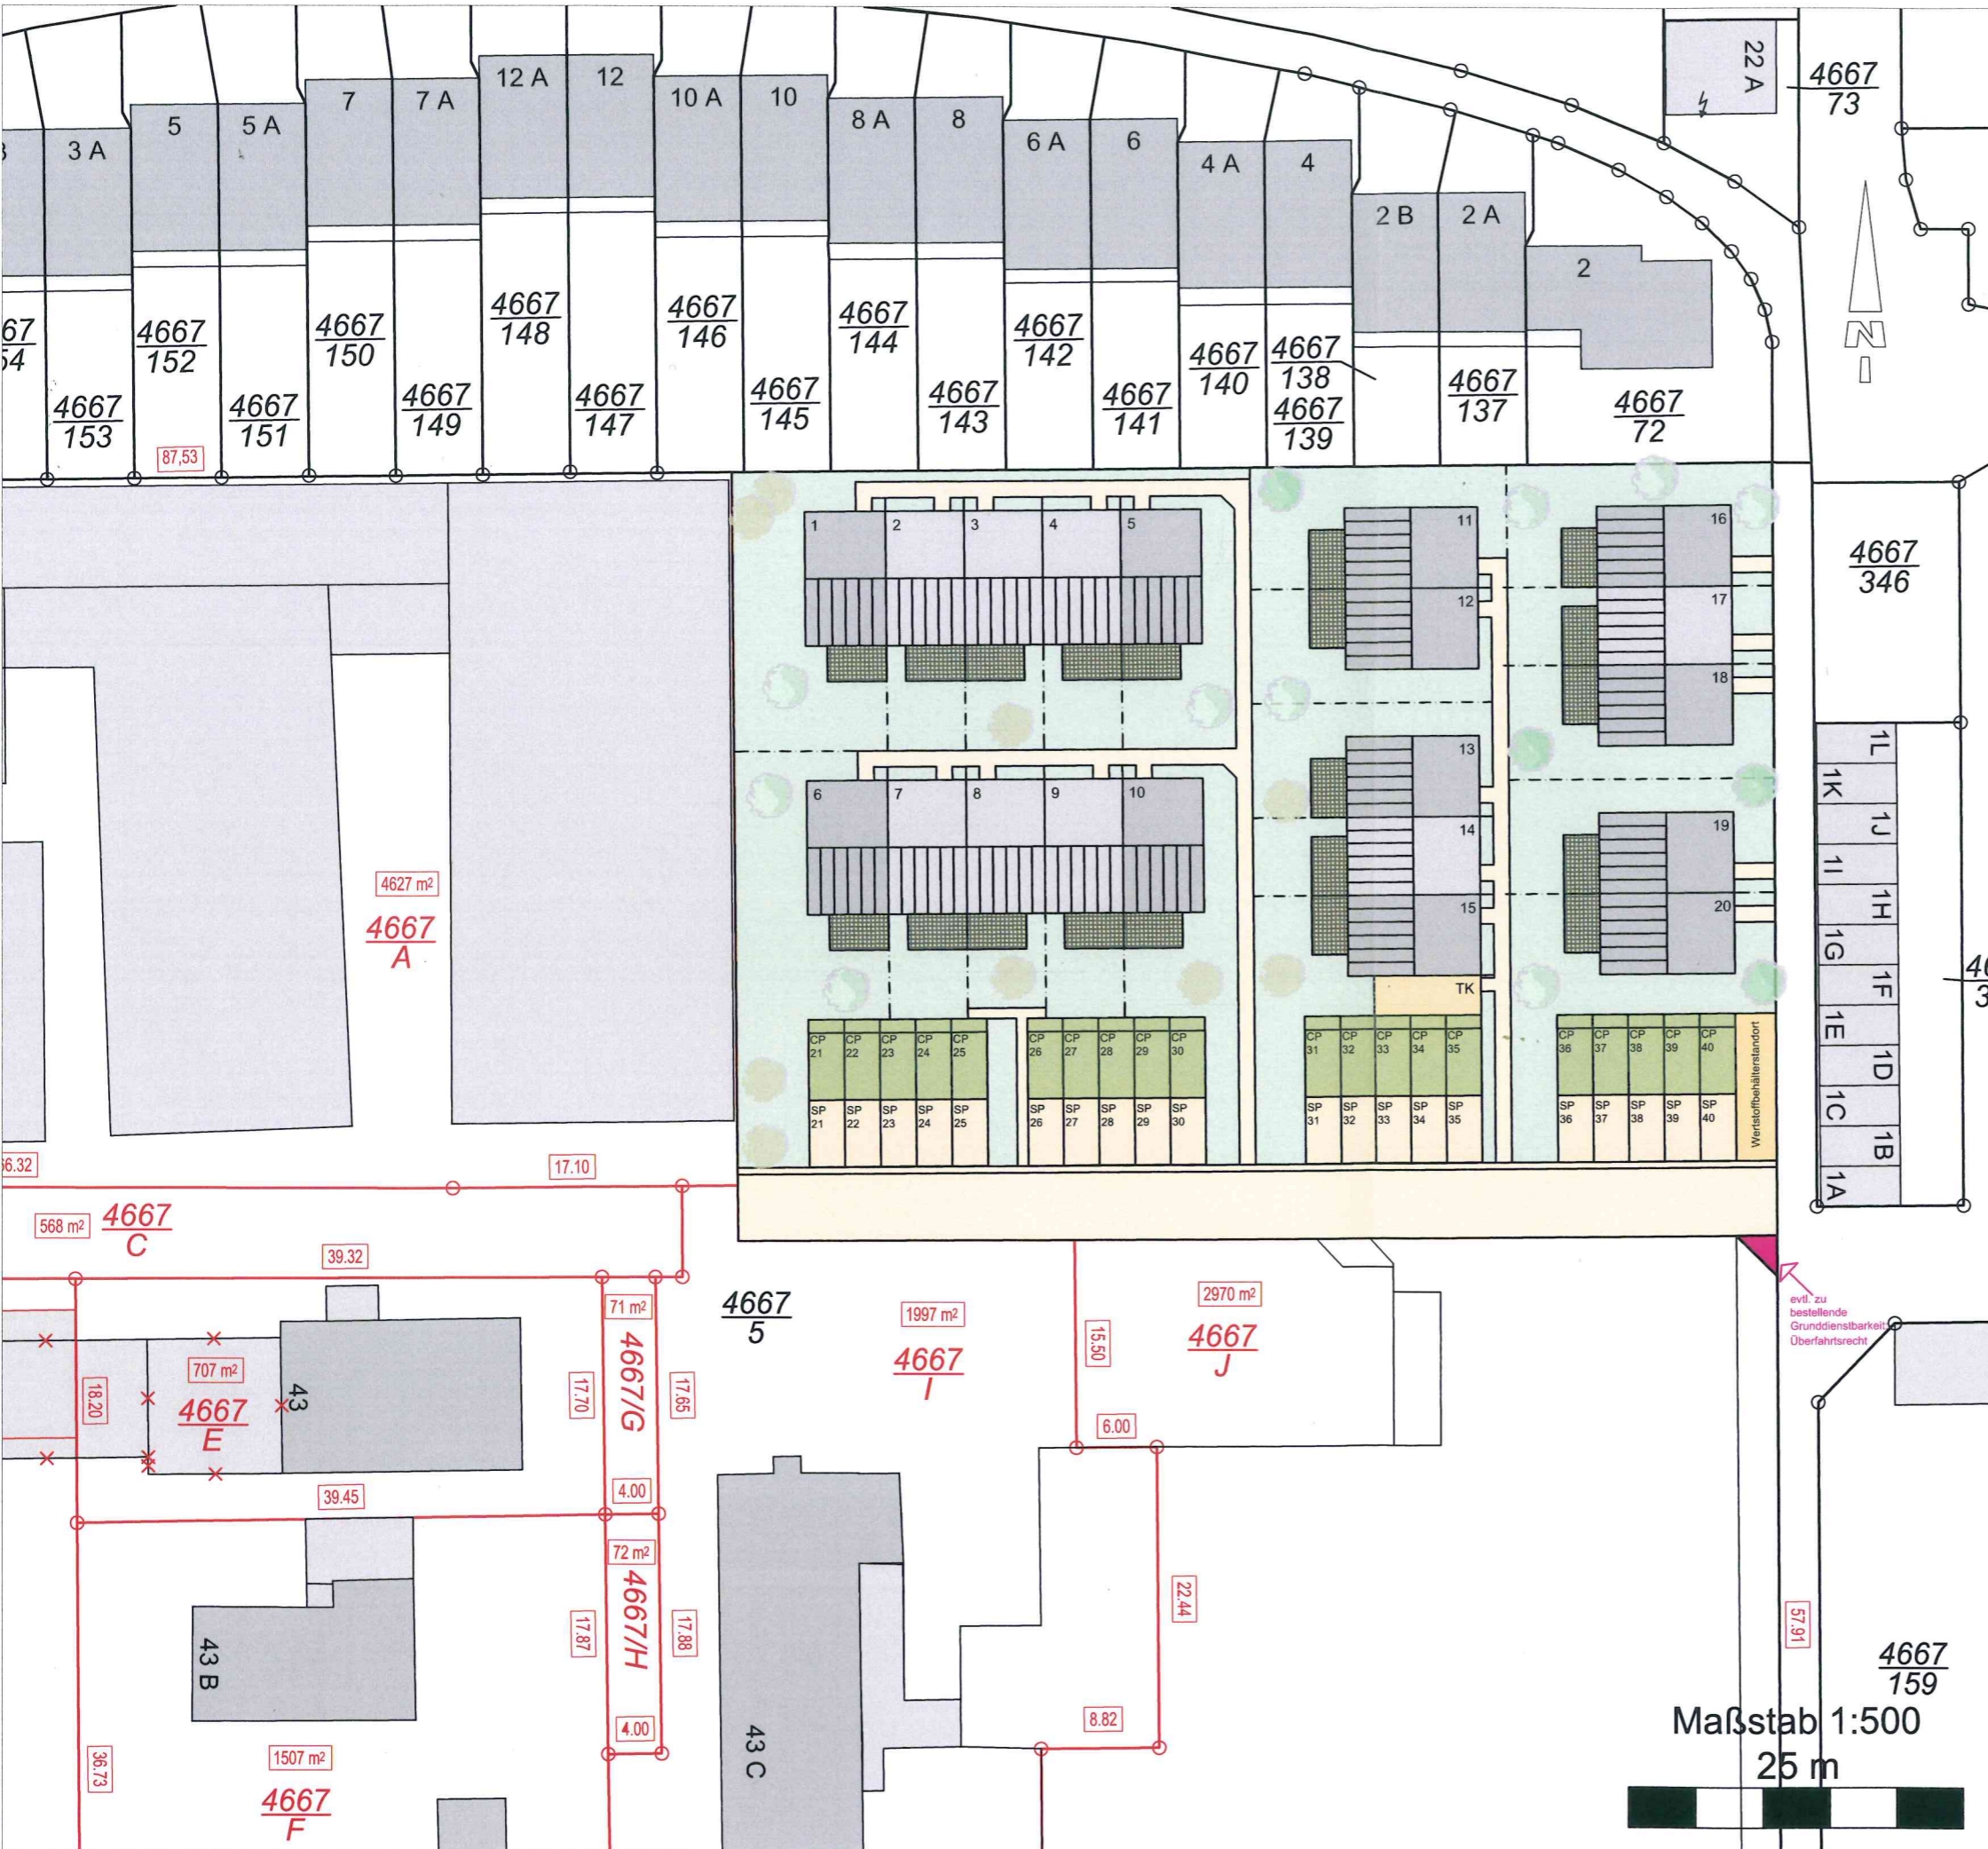 12 A
12
22 A
4667
73
7
7 A
10 A
10
5
5 A
8 A
8
3 A
6 A
6
4 A
4
2 B
2 A
2
N
4667
152
4667
150
4667
148
4667
146
4667
144
4667
142
4667
140
4667
138
4667
139
4667
137
4667
72
4667
153
4667
151
4667
149
4667
147
4667
145
4667
143
4667
141
87,53
1
2
3
4
5
11
12
16
17
18
4667
346
6
7
8
9
10
13
14
15
19
20
TK
1L
1K
1J
1I
1H
1G
1F
1E
1D
1C
1B
1A
4627 m²
4667
A
CP
21
CP
22
CP
23
CP
24
CP
25
CP
26
CP
27
CP
28
CP
29
CP
30
CP
31
CP
32
CP
33
CP
34
CP
35
CP
36
CP
37
CP
38
CP
39
CP
40
Wertstoffbehälterstandort
SP
21
SP
22
SP
23
SP
24
SP
25
SP
26
SP
27
SP
28
SP
29
SP
30
SP
31
SP
32
SP
33
SP
34
SP
35
SP
36
SP
37
SP
38
SP
39
SP
40
17.10
568 m²
4667
C
39.32
71 m²
4667/G
17.70
17.65
4667
5
1997 m²
4667
I
15.50
2970 m²
4667
J
evtl. zu
bestellende
Grunddienstbarkeit:
Überfahrtsrecht
707 m²
4667
E
43
18.20
6.00
39.45
4.00
72 m²
4667/H
17.87
17.88
22.44
57.91
43 B
4667
159
4.00
8.82
43 C
36.73
1507 m²
4667
F
Maßstab 1:500
25 m